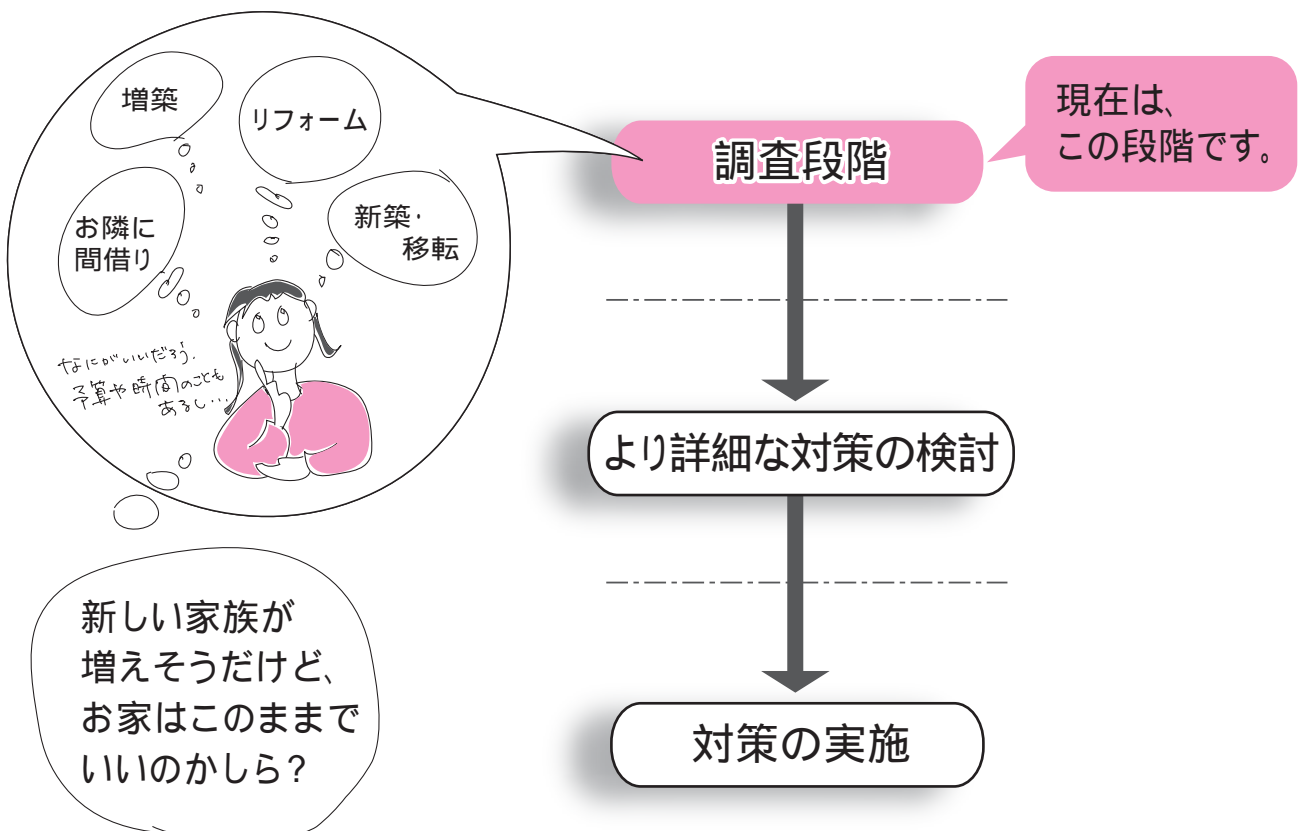 増築
リフォーム
お隣に
間借り
新築・
移転
なにがいいだろう.
予算や時間のことも
あるし...
新しい家族が
増えそうだけど、
お家はこのままで
いいのかしら？
調査段階
現在は、
この段階です。
より詳細な対策の検討
対策の実施